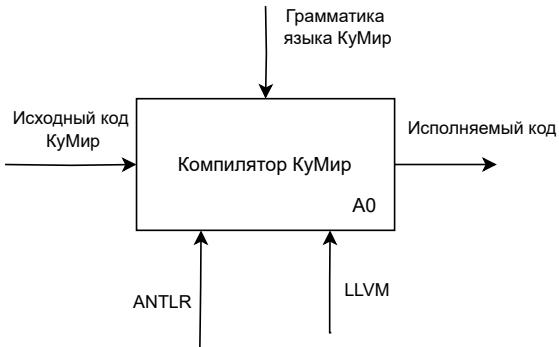 Грамматика
языка КуМир
Исходный код
КуМир
Исполняемый код
Компилятор КуМир
A0
ANTLR
LLVM